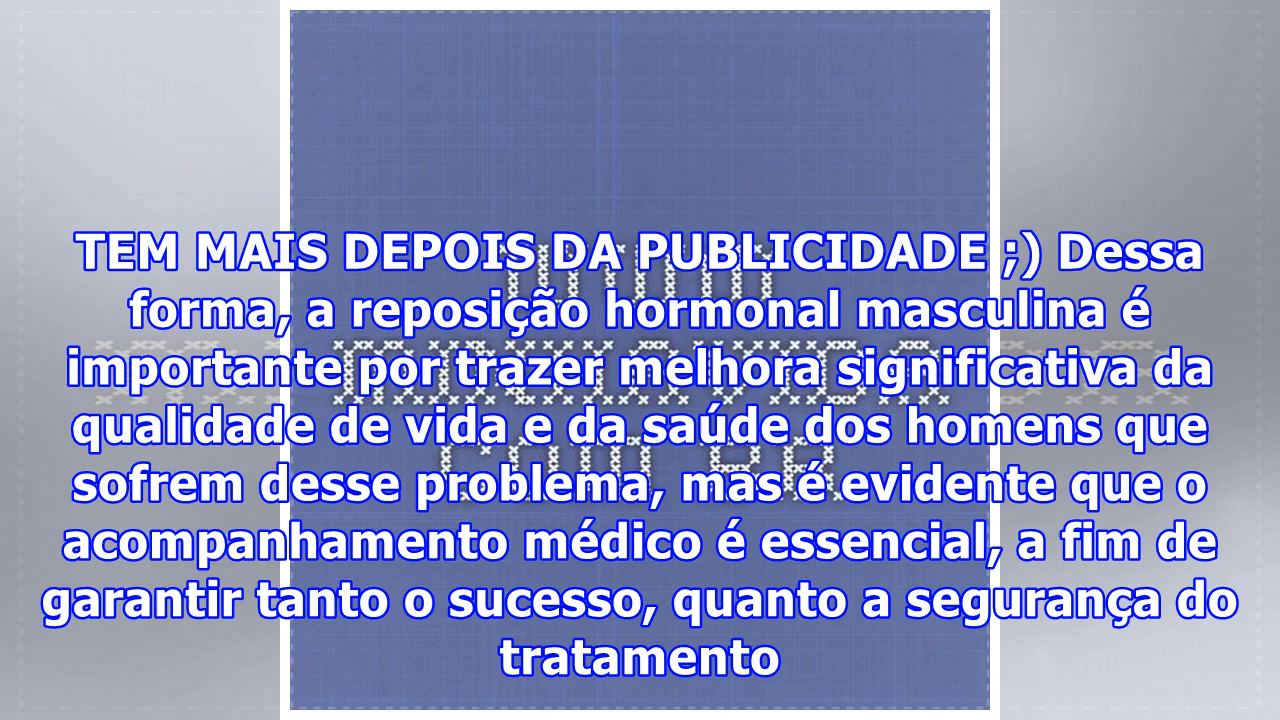 TEM MAIS DEPOIS DA PUBLICIDADE ;) Dessa
forma, a reposição hormonal masculina é
importante por trazer melhora significativa da
qualidade de vida e da saúde dos homens que
sofrem desse problema, mas é evidente que o
acompanhamento médico é essencial, a fim de
garantir tanto o sucesso, quanto a segurança do
tratamento